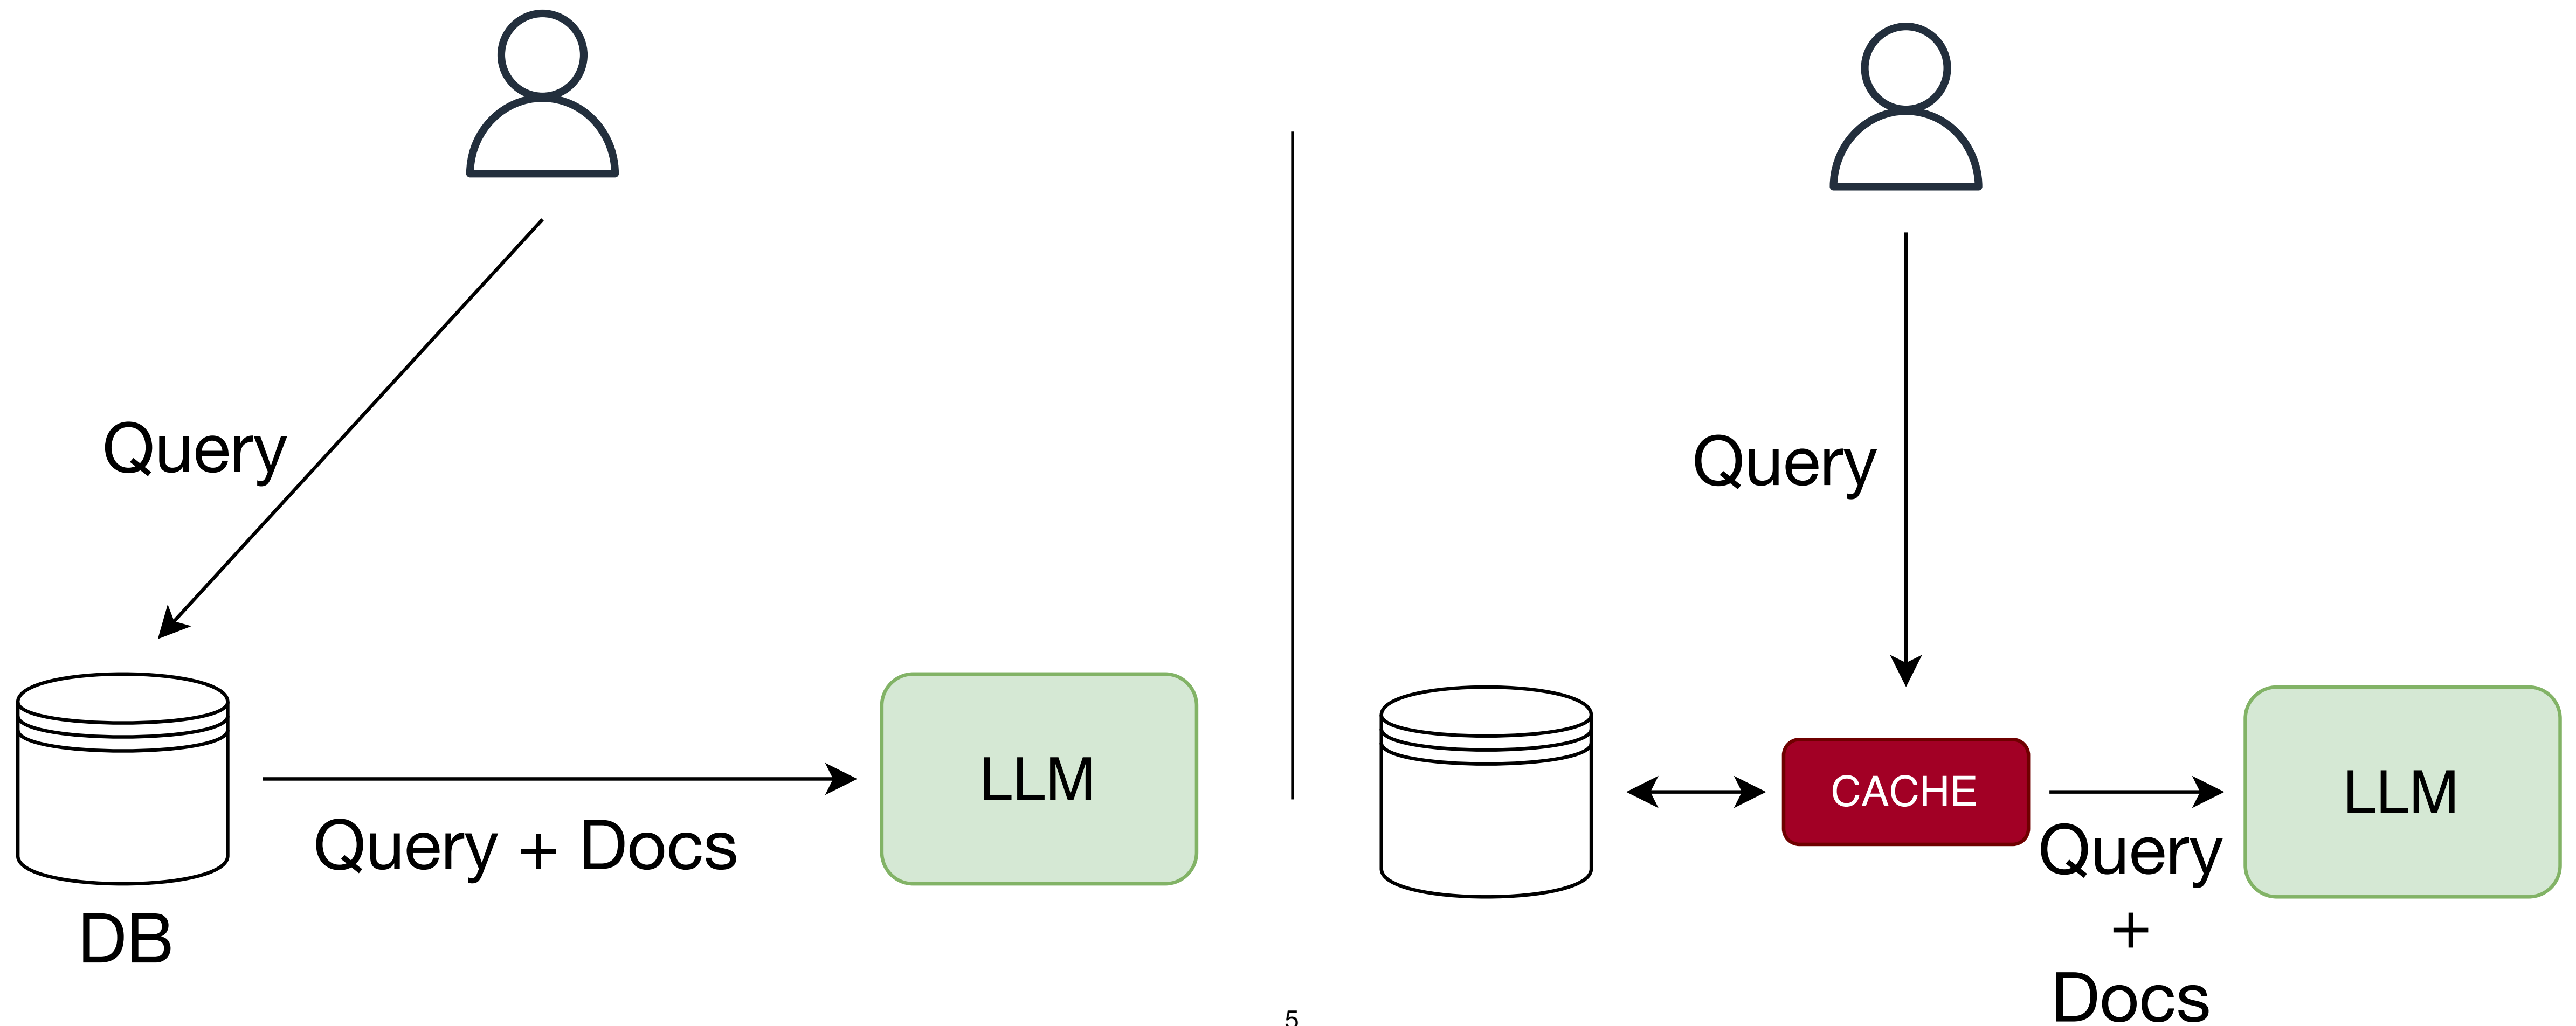 Query
Query + Docs
DB
LLM
Query
CACHE
Query
+
Docs
LLM
5